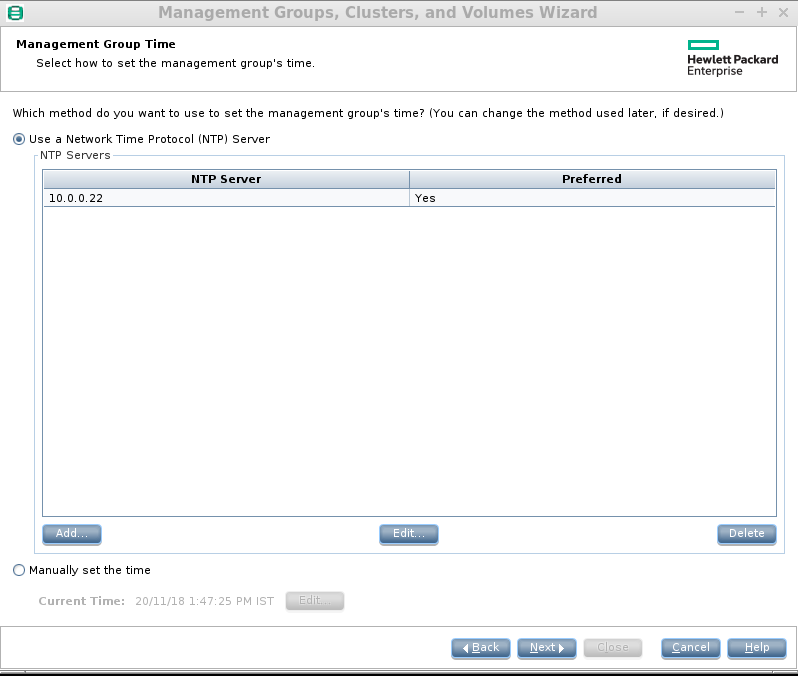 Management Groups, Clusters, and Volumes Wizard
Management Group Time
Select how to set the management group's time.
Hewlett Packard
Enterprise
Which method do you want to use to set the management group's time? (You can change the method used later, if desired.)
Use a Network Time Protocol (NTP) Server
NTP Servers
NTP Server Preferred
10.0.0.22 Yes
Add... Edit... Delete
Manually set the time
Current Time: 20/11/18 1:47:25 PM IST Edit...
Back Next Close Cancel Help